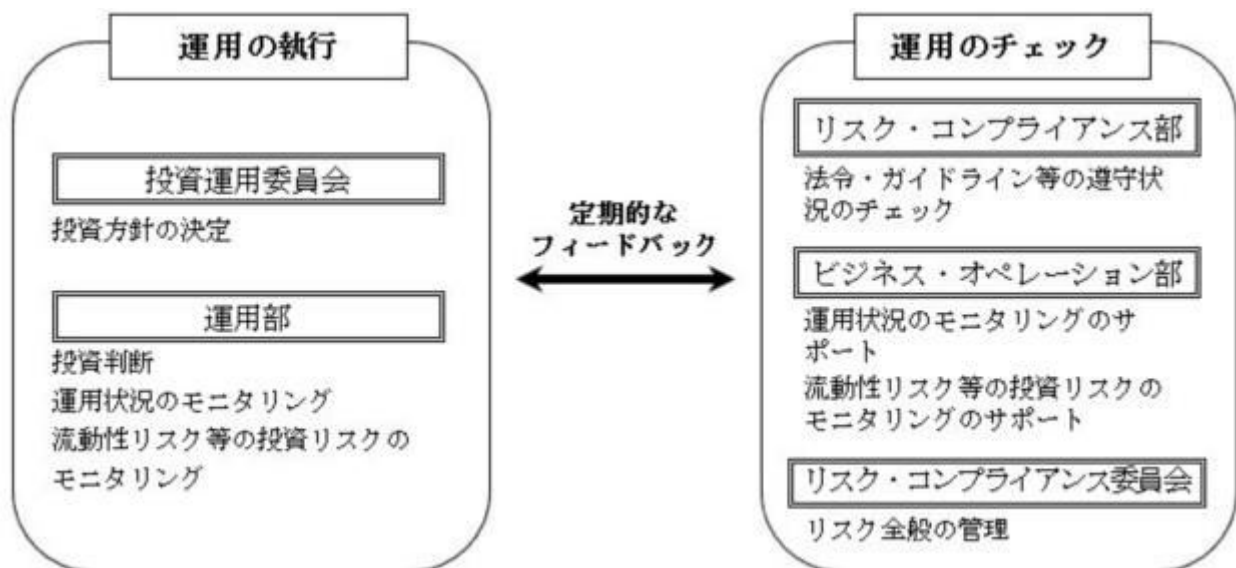 運用の執行
投資運用委員会
投資方針の決定
運用部
投資判断
運用状況のモニタリング
流動性リスク等の投資リスクの
モニタリング
定期的な
フィードバック
運用のチェック
リスク・コンプライアンス部
法令・ガイドライン等の遵守状
況のチェック
ビジネス・オペレーション部
運用状況のモニタリングのサ
ポート
流動性リスク等の投資リスクの
モニタリングのサポート
リスク・コンプライアンス委員会
リスク全般の管理